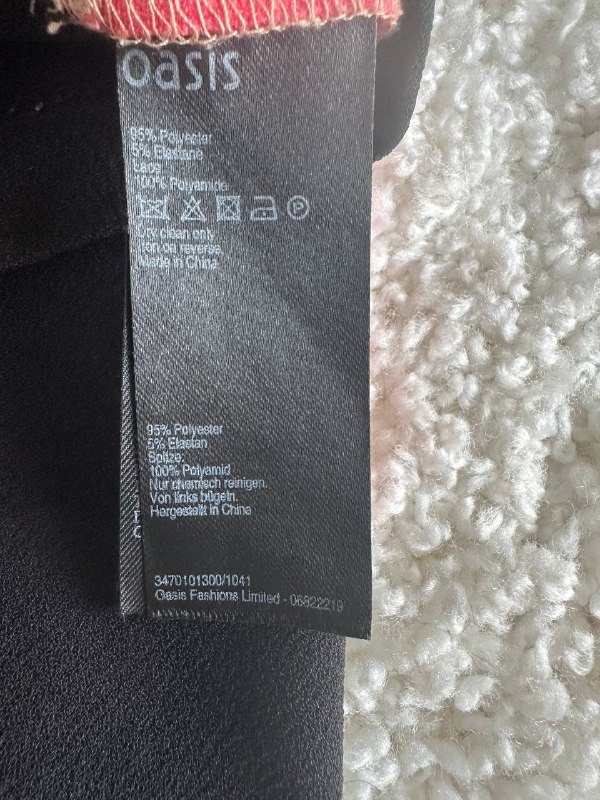 oasis
95% Polyester
5% Elastane
Lace:
100% Polyamide
P
Dry clean only
Iron on reverse
Made in China
95% Polyester
5% Elastan
Spitze:
100% Polyamid
Nur chemisch reinigen.
Von links bügeln.
Hergestellt in China
3470101300/1041
Oasis Fashions Limited - 06822219